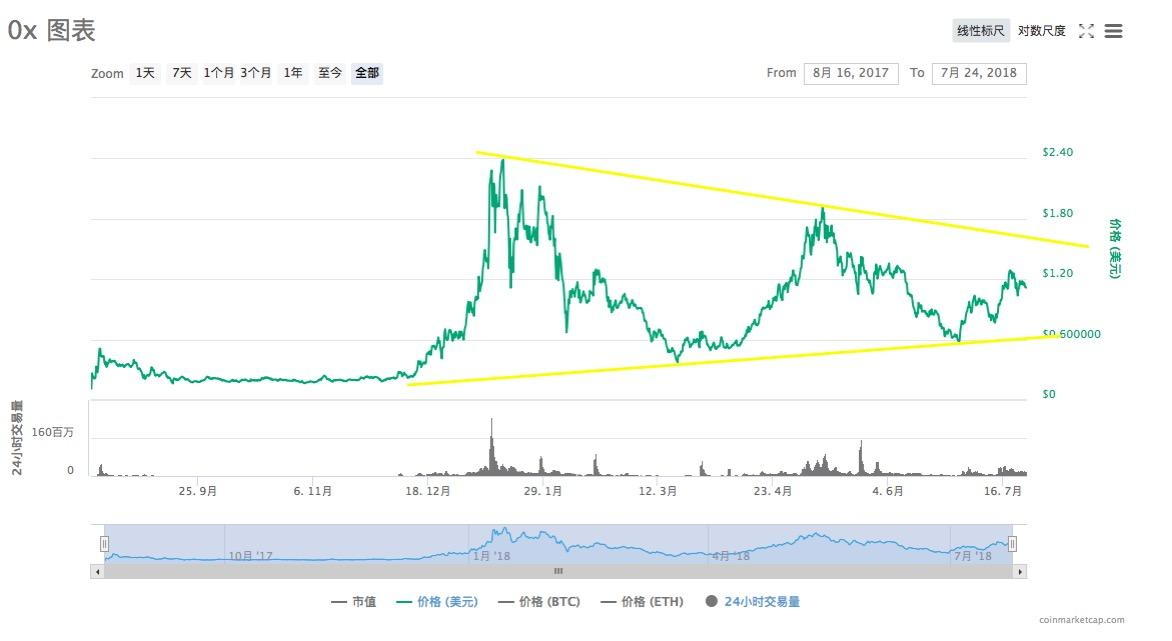 0x 图表
线性标尺 对数尺度
Zoom 1天 7天 1个月 3个月 1年 至今 全部
From 8月 16, 2017 To 7月 24, 2018
$2.40
$1.80
$1.20
$0.600000
$0
价格 (美元)
24小时交易量
160百万
0
25. 9月 6. 11月 18. 12月 29. 1月 12. 3月 23. 4月 4. 6月 16. 7月
10月 '17 1月 '18 4月 '18 7月 '18
市值 价格 (美元) 价格 (BTC) 价格 (ETH) 24小时交易量
coinmarketcap.com